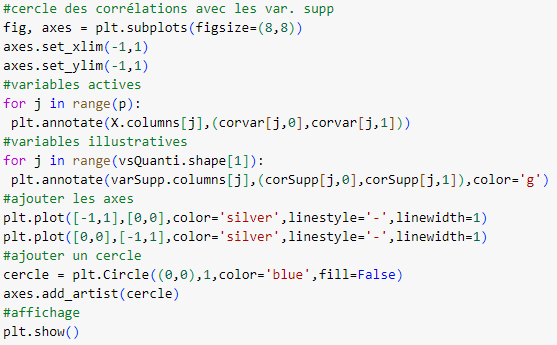 #cercle des corrélations avec les var. supp
fig, axes = plt.subplots(figsize=(8,8))
axes.set_xlim(-1,1)
axes.set_ylim(-1,1)
#variables actives
for j in range(p):
 plt.annotate(X.columns[j],(corvar[j,0],corvar[j,1]))
#variables illustratives
for j in range(vsQuanti.shape[1]):
 plt.annotate(varSupp.columns[j],(corSupp[j,0],corSupp[j,1]),color='g')
#ajouter les axes
plt.plot([-1,1],[0,0],color='silver',linestyle='-',linewidth=1)
plt.plot([0,0],[-1,1],color='silver',linestyle='-',linewidth=1)
#ajouter un cercle
cercle = plt.Circle((0,0),1,color='blue',fill=False)
axes.add_artist(cercle)
#affichage
plt.show()